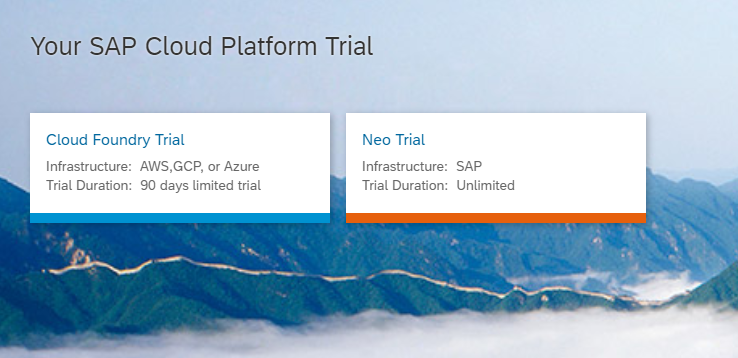 Your SAP Cloud Platform Trial
Cloud Foundry Trial
Infrastructure: AWS,GCP, or Azure
Trial Duration: 90 days limited trial
Neo Trial
Infrastructure: SAP
Trial Duration: Unlimited